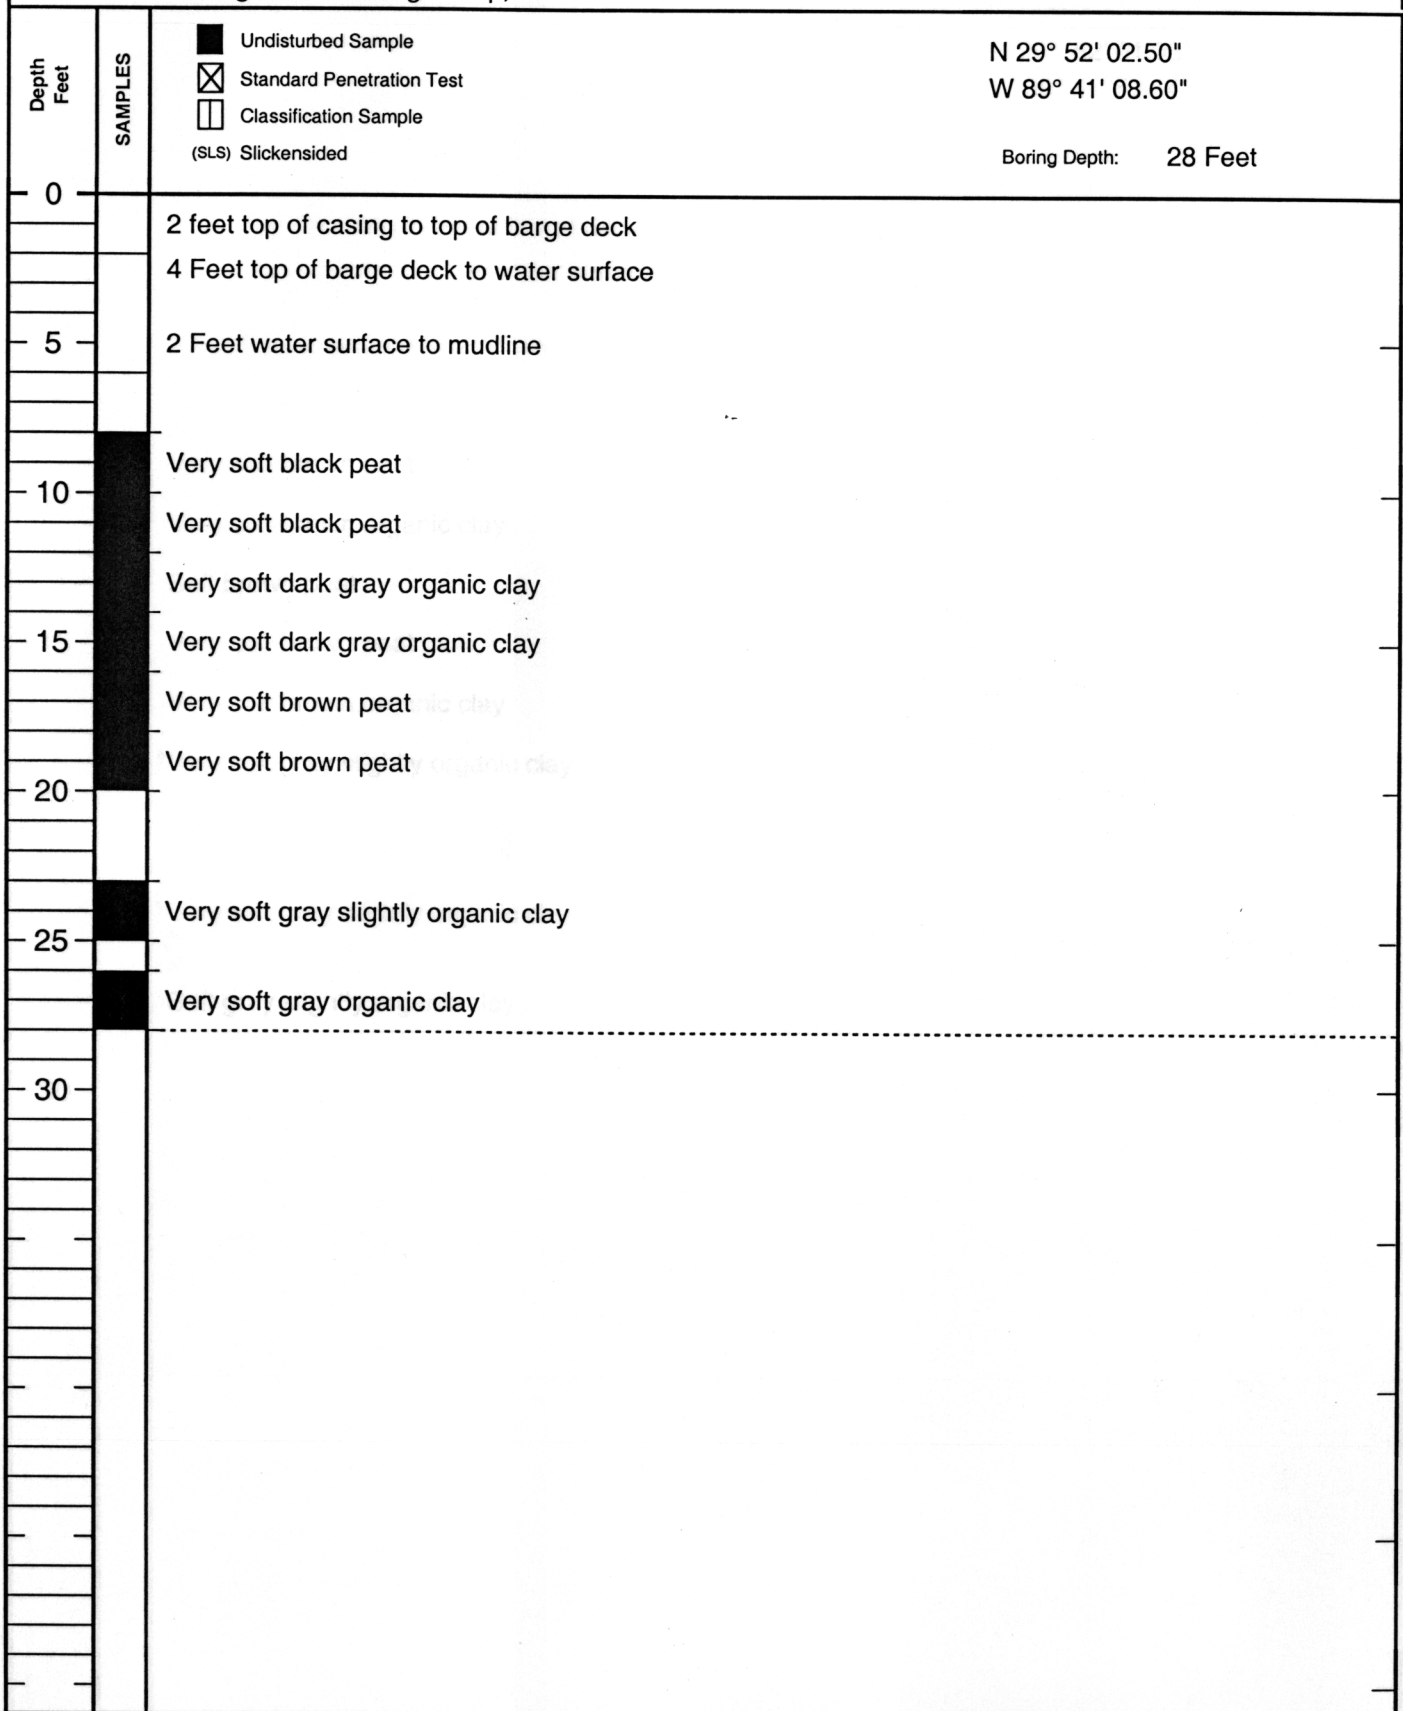 Depth
Feet
SAMPLES
Undisturbed Sample
Standard Penetration Test
Classification Sample
(SLS) Slickensided
N 29° 52' 02.50"
W 89° 41' 08.60"
Boring Depth: 28 Feet
0
2 feet top of casing to top of barge deck
4 Feet top of barge deck to water surface
5
2 Feet water surface to mudline
Very soft black peat
10
Very soft black peat
Very soft dark gray organic clay
15
Very soft dark gray organic clay
Very soft brown peat
Very soft brown peat
20
Very soft gray slightly organic clay
25
Very soft gray organic clay
30